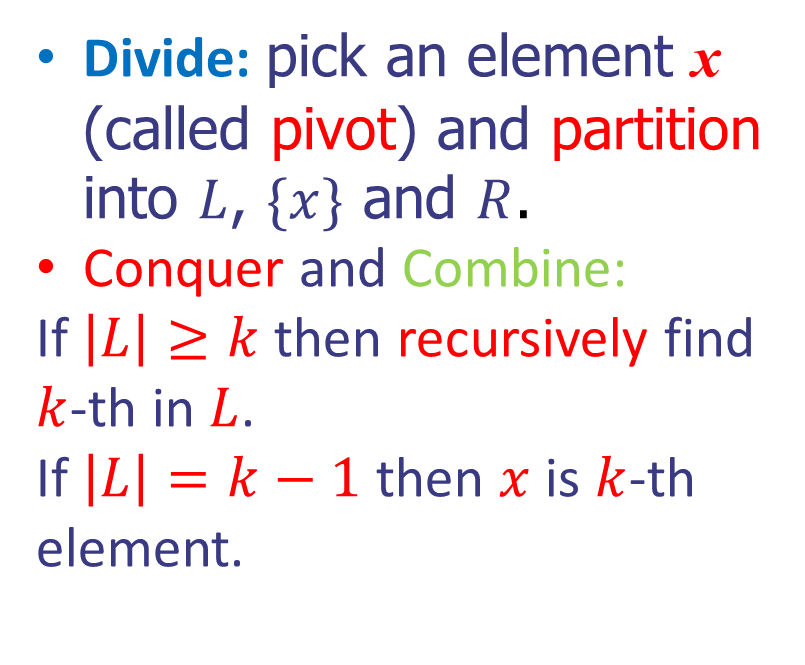 • Divide: pick an element x
(called pivot) and partition
into L, {x} and R.
• Conquer and Combine:
If |L| ≥ k then recursively find
k-th in L.
If |L| = k − 1 then x is k-th
element.